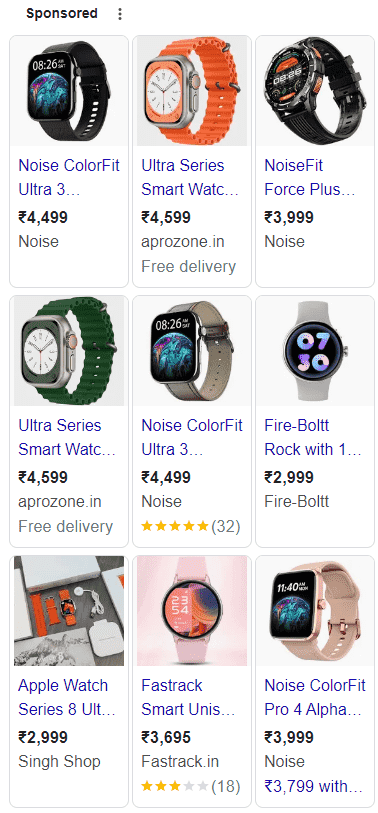 Sponsored
08:26 AM
Noise ColorFit
Ultra 3…
₹4,499
Noise
Ultra Series
Smart Watc…
₹4,599
aprozone.in
Free delivery
08:28
NoiseFit
Force Plus…
₹3,999
Noise
Ultra Series
Smart Watc…
₹4,599
aprozone.in
Free delivery
08:26 AM
Noise ColorFit
Ultra 3…
₹4,499
Noise
(32)
07
30
Fire-Boltt
Rock with 1…
₹2,999
Fire-Boltt
Apple Watch
Series 8 Ult…
₹2,999
Singh Shop
Fastrack
Smart Unis…
₹3,695
Fastrack.in
(18)
11:40 AM
Noise ColorFit
Pro 4 Alpha…
₹3,999
Noise
₹3,799 with…